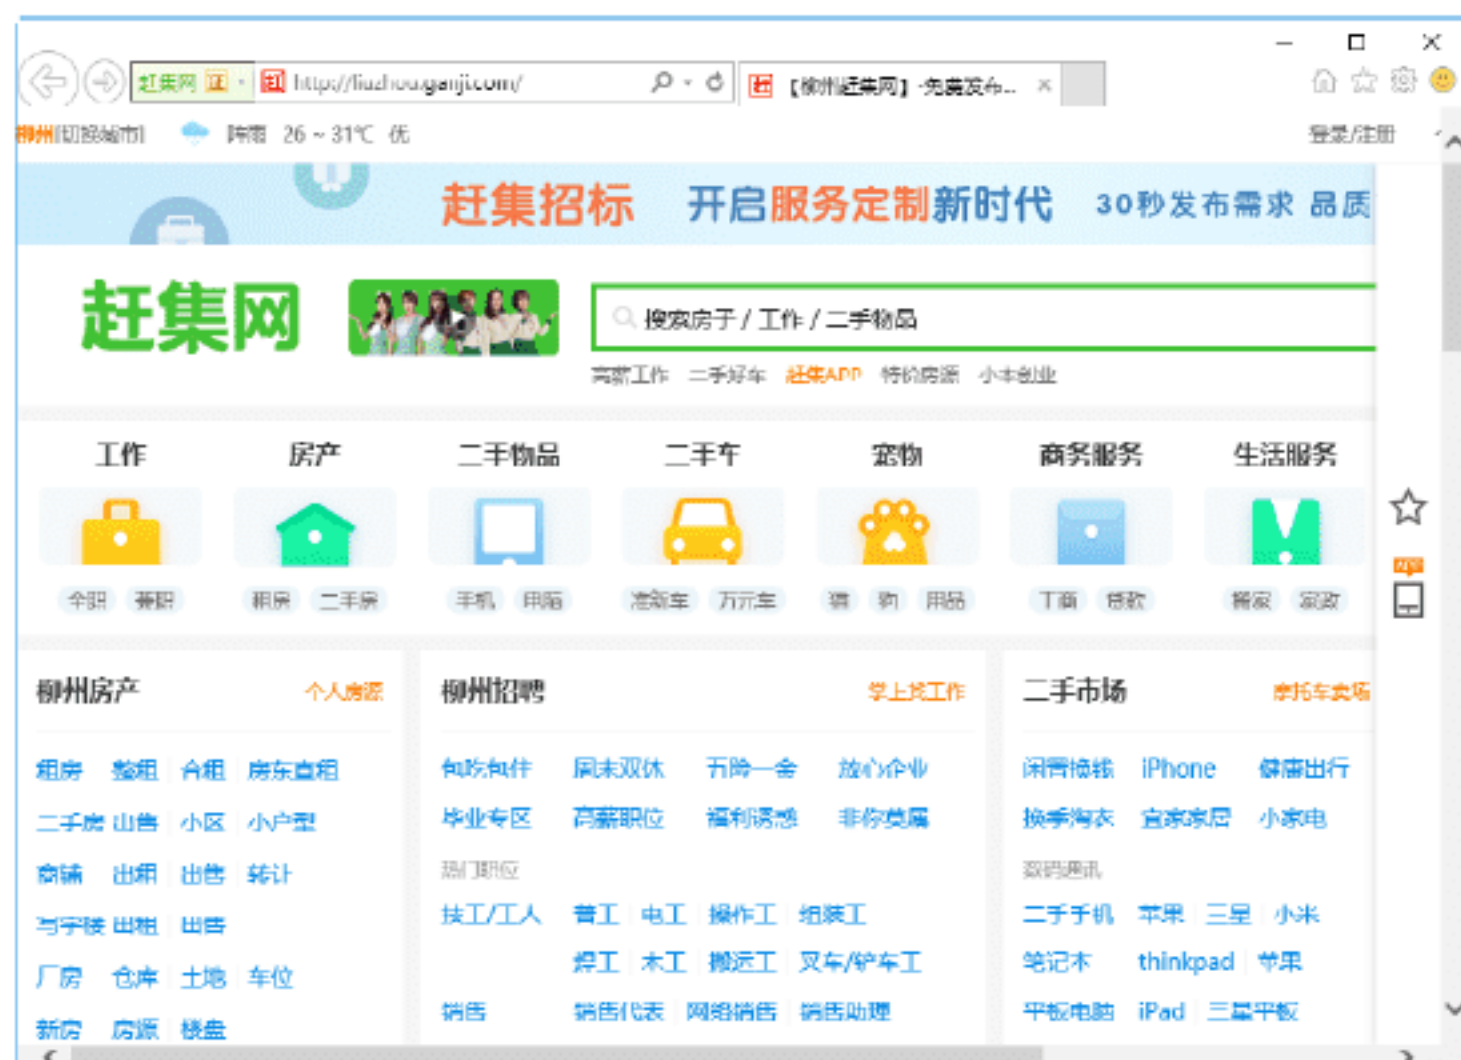 赶集网 证 赶 http://liuzhou.ganji.com/ 赶 【柳州赶集网】-免费发布...
柳州[切换城市] 阵雨 26 ~ 31℃ 优 登录/注册
赶集招标 开启服务定制新时代 30秒发布需求 品质
赶集网 搜索房子 / 工作 / 二手物品
高薪工作 二手好车 赶集APP 特价房源 小本创业
工作 房产 二手物品 二手车 宠物 商务服务 生活服务
APP
全职 兼职 租房 二手房 手机 电脑 准新车 万元车 猫 狗 用品 工商 贷款 搬家 家政
柳州房产 个人房源 柳州招聘 掌上找工作 二手市场 摩托车卖场
租房 整租 合租 房东直租 包吃包住 周末双休 五险一金 放心企业 闲置换钱 iPhone 健康出行
二手房 出售 小区 小户型 毕业专区 高薪职位 福利诱惑 非你莫属 换季淘衣 宜家家居 小家电
商铺 出租 出售 转让 热门职位 数码通讯
写字楼 出租 出售 技工/工人 普工 电工 操作工 组装工 二手手机 苹果 三星 小米
厂房 仓库 土地 车位 焊工 木工 搬运工 叉车/铲车工 笔记本 thinkpad 苹果
新房 房源 楼盘 销售 销售代表 网络销售 销售助理 平板电脑 iPad 三星平板